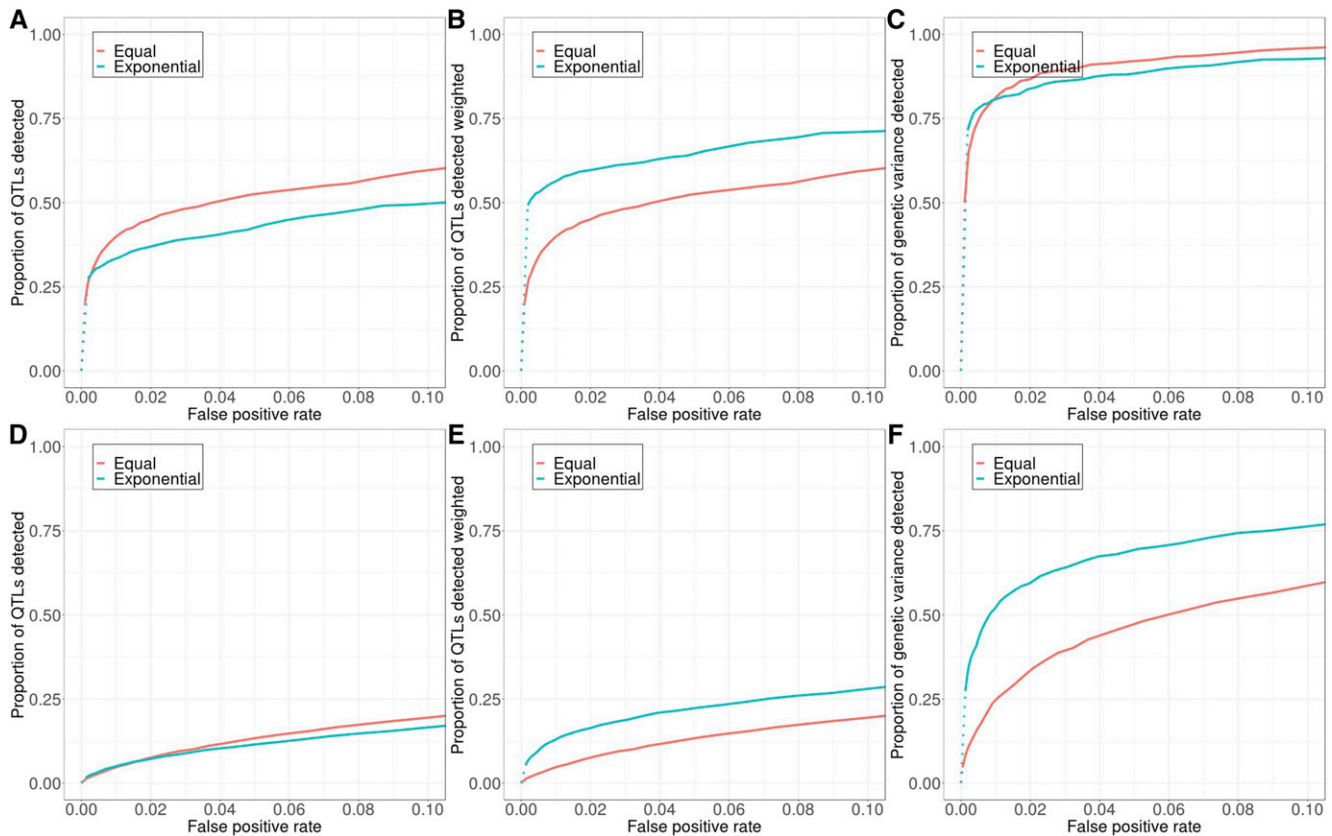 A
Proportion of QTLs detected
1.00
0.75
0.50
0.25
0.00
Equal
Exponential
0.00 0.02 0.04 0.06 0.08 0.10
False positive rate
B
Proportion of QTLs detected weighted
1.00
0.75
0.50
0.25
0.00
Equal
Exponential
0.00 0.02 0.04 0.06 0.08 0.10
False positive rate
C
Proportion of genetic variance detected
1.00
0.75
0.50
0.25
0.00
Equal
Exponential
0.00 0.02 0.04 0.06 0.08 0.10
False positive rate
D
Proportion of QTLs detected
1.00
0.75
0.50
0.25
0.00
Equal
Exponential
0.00 0.02 0.04 0.06 0.08 0.10
False positive rate
E
Proportion of QTLs detected weighted
1.00
0.75
0.50
0.25
0.00
Equal
Exponential
0.00 0.02 0.04 0.06 0.08 0.10
False positive rate
F
Proportion of genetic variance detected
1.00
0.75
0.50
0.25
0.00
Equal
Exponential
0.00 0.02 0.04 0.06 0.08 0.10
False positive rate